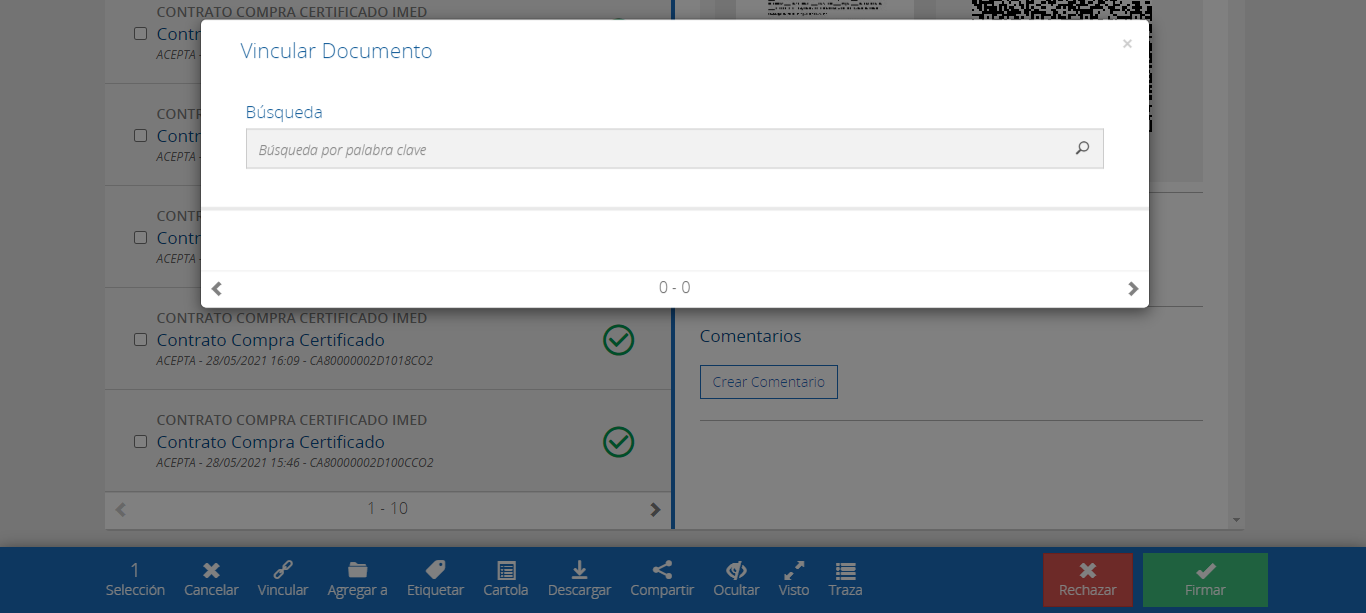 CONTRATO COMPRA CERTIFICADO IMED
Contr
ACEPTA -
Vincular Documento
×
Búsqueda
Búsqueda por palabra clave
CONTR
Contr
ACEPTA -
CONTR
Contr
ACEPTA -
0 - 0
CONTRATO COMPRA CERTIFICADO IMED
Contrato Compra Certificado
ACEPTA - 28/05/2021 16:09 - CA80000002D1018CO2
CONTRATO COMPRA CERTIFICADO IMED
Contrato Compra Certificado
ACEPTA - 28/05/2021 15:46 - CA80000002D100CCO2
1 - 10
Comentarios
Crear Comentario
1
Selección
Cancelar
Vincular
Agregar a
Etiquetar
Cartola
Descargar
Compartir
Ocultar
Visto
Traza
Rechazar
Firmar